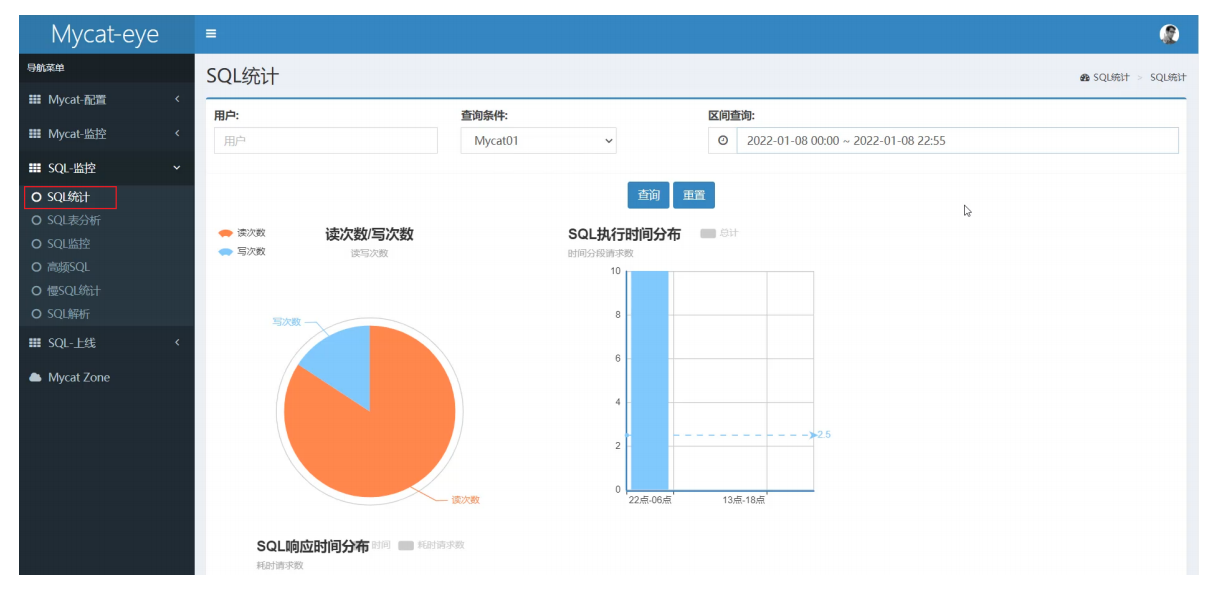 Mycat-eye
导航菜单
Mycat-配置
Mycat-监控
SQL-监控
SQL统计
SQL表分析
SQL监控
高频SQL
慢SQL统计
SQL解析
SQL-上线
Mycat Zone
SQL统计
SQL统计 > SQL统计
用户:
查询条件:
区间查询:
用户
Mycat01
2022-01-08 00:00 ~ 2022-01-08 22:55
查询 重置
读次数
写次数
读次数/写次数
读写次数
写次数
读次数
SQL执行时间分布
总计
时间分段请求数
10
8
6
4
2.5
2
0
22点-06点
13点-18点
SQL响应时间分布
时间
耗时请求数
耗时请求数